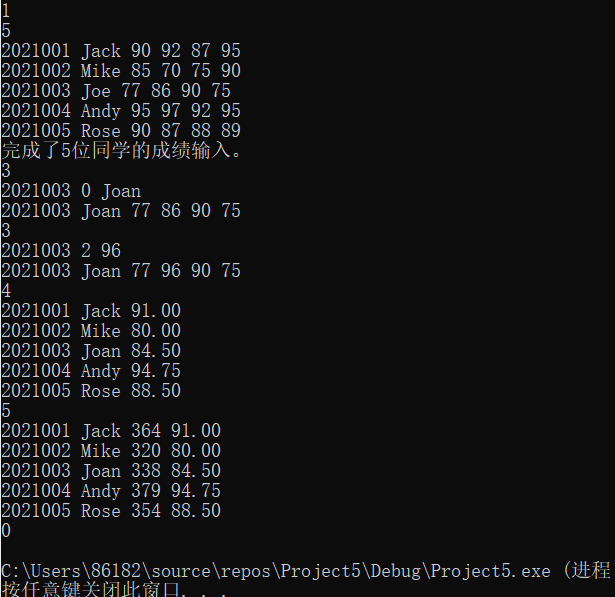 1
5
2021001 Jack 90 92 87 95
2021002 Mike 85 70 75 90
2021003 Joe 77 86 90 75
2021004 Andy 95 97 92 95
2021005 Rose 90 87 88 89
完成了5位同学的成绩输入。
3
2021003 0 Joan
2021003 Joan 77 86 90 75
3
2021003 2 96
2021003 Joan 77 96 90 75
4
2021001 Jack 91.00
2021002 Mike 80.00
2021003 Joan 84.50
2021004 Andy 94.75
2021005 Rose 88.50
5
2021001 Jack 364 91.00
2021002 Mike 320 80.00
2021003 Joan 338 84.50
2021004 Andy 379 94.75
2021005 Rose 354 88.50
0
C:\Users\86182\source\repos\Project5\Debug\Project5.exe (进程
按任意键关闭此窗口. . .